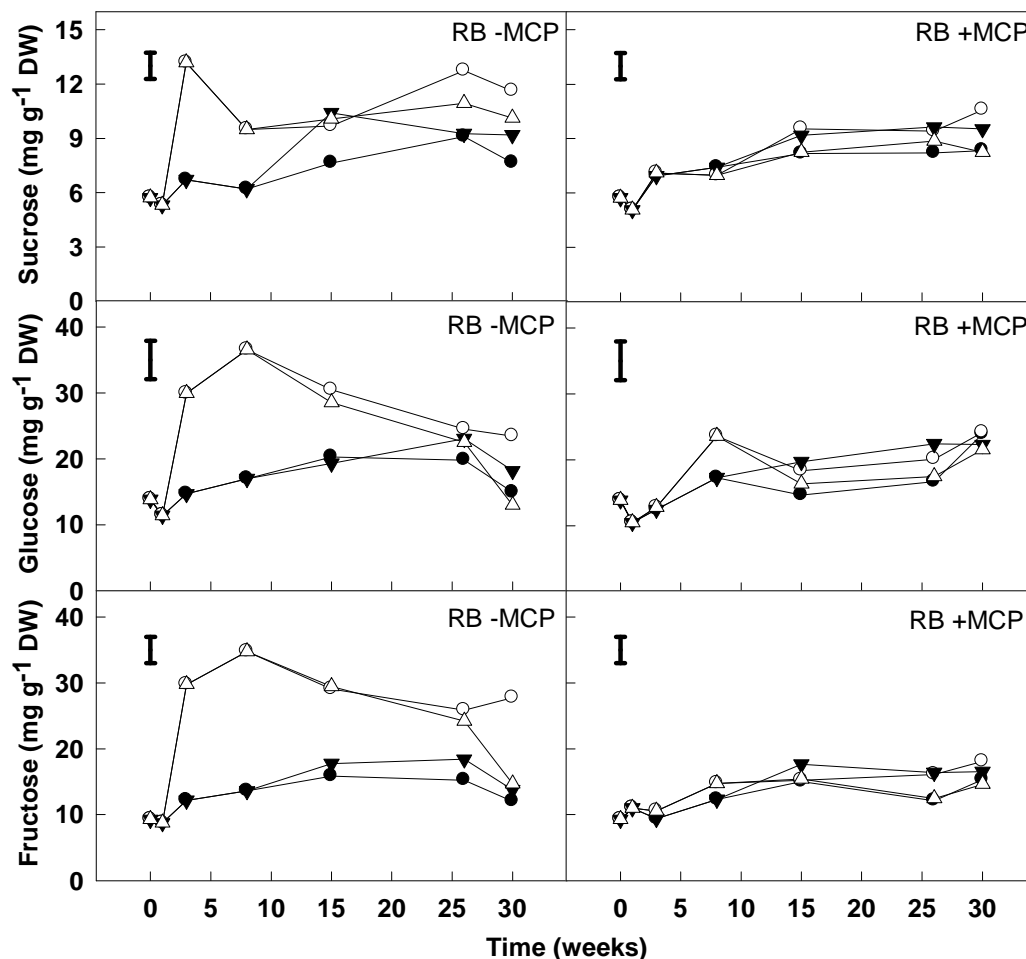 15
12
9
6
3
0
Sucrose (mg g⁻¹ DW)
RB -MCP
RB +MCP
40
30
20
10
0
Glucose (mg g⁻¹ DW)
RB -MCP
RB +MCP
40
30
20
10
0
Fructose (mg g⁻¹ DW)
RB -MCP
RB +MCP
0 5 10 15 20 25 30 0 5 10 15 20 25 30
Time (weeks)